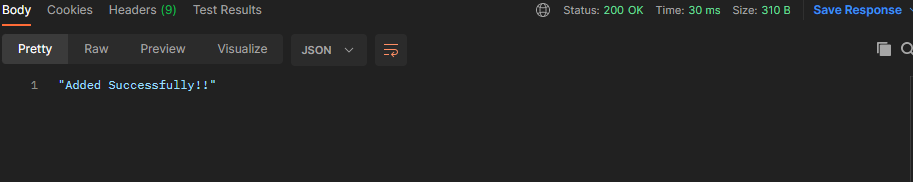 Body Cookies Headers (9) Test Results Status: 200 OK Time: 30 ms Size: 310 B Save Response
Pretty Raw Preview Visualize JSON
1 "Added Successfully!!"